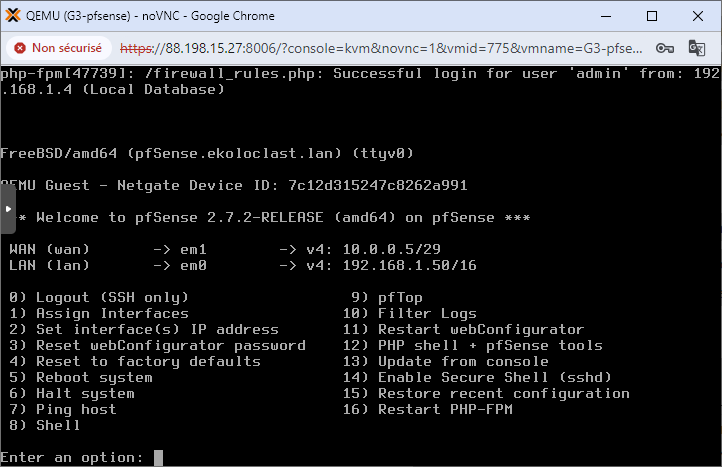 QEMU (G3-pfsense) - noVNC - Google Chrome
Non sécurisé https://88.198.15.27:8006/?console=kvm&novnc=1&vmid=775&vmname=G3-pfse...
php-fpm[47739]: /firewall_rules.php: Successful login for user 'admin' from: 192
.168.1.4 (Local Database)
FreeBSD/amd64 (pfSense.ekoloclast.lan) (ttyv0)
QEMU Guest - Netgate Device ID: 7c12d315247c8262a991
** Welcome to pfSense 2.7.2-RELEASE (amd64) on pfSense ***
WAN (wan) -> em1 -> v4: 10.0.0.5/29
LAN (lan) -> em0 -> v4: 192.168.1.50/16
0) Logout (SSH only) 9) pfTop
1) Assign Interfaces 10) Filter Logs
2) Set interface(s) IP address 11) Restart webConfigurator
3) Reset webConfigurator password 12) PHP shell + pfSense tools
4) Reset to factory defaults 13) Update from console
5) Reboot system 14) Enable Secure Shell (sshd)
6) Halt system 15) Restore recent configuration
7) Ping host 16) Restart PHP-FPM
8) Shell
Enter an option: